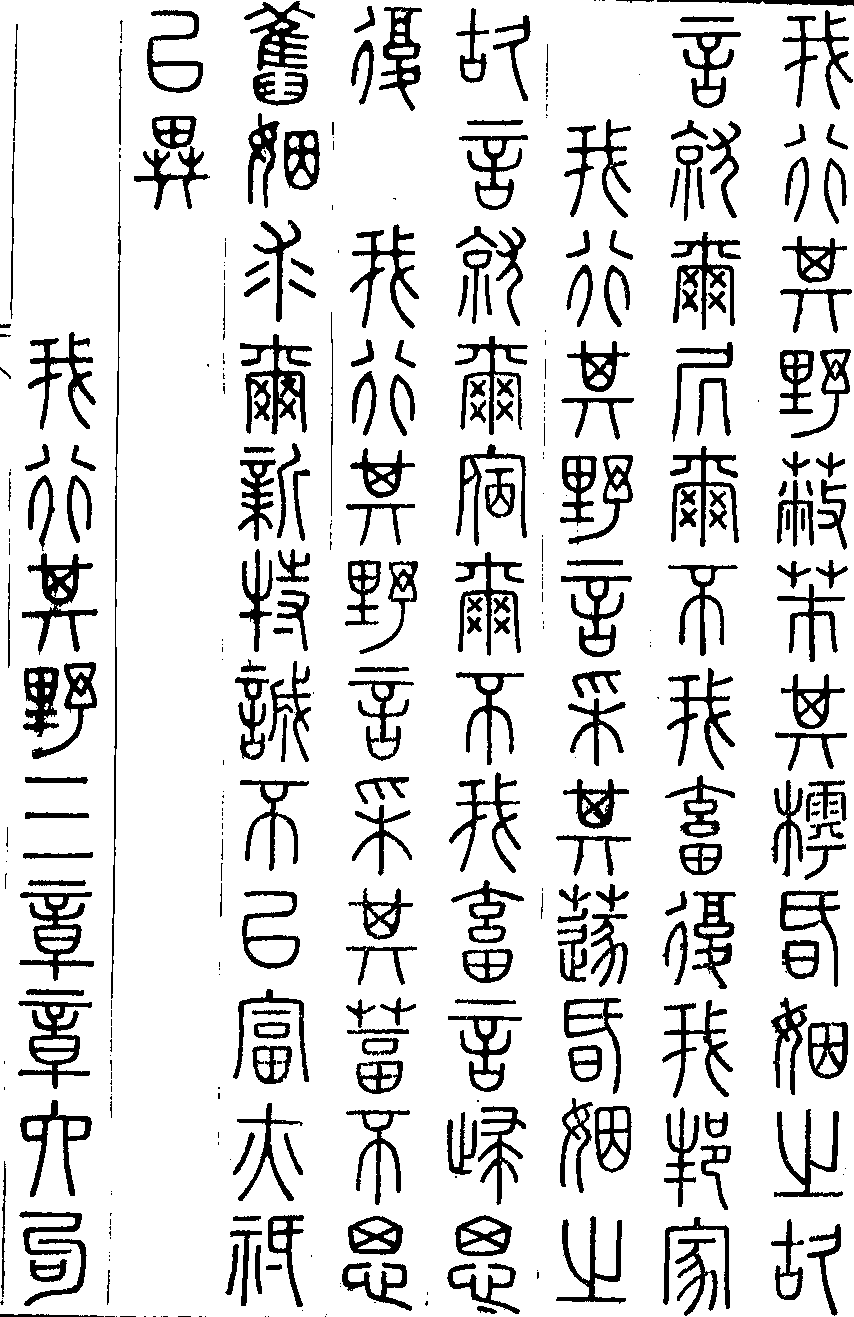 我行其野蔽芾其樗昏姻之故
言就爾居爾不我畜復我邦家
我行其野言采其蓫昏姻之
故言就爾宿爾不我畜言歸思
復　我行其野言采其葍不思
舊姻求爾新特誠不以富亦祇
以異
我行其野三章章六句